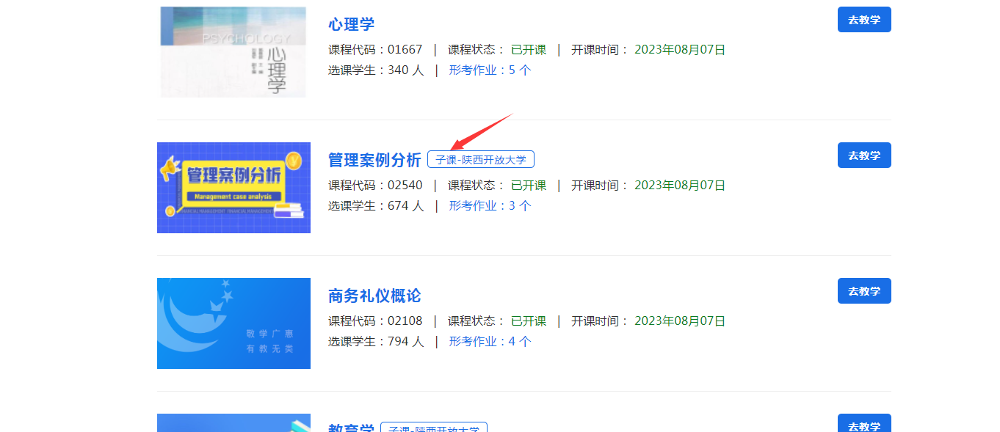 PSYCHOLOGY
心理学
心理学
去教学
课程代码：01667 | 课程状态： 已开课 | 开课时间： 2023年08月07日
选课学生：340 人 | 形考作业：5 个
管理案例分析
Management case analysis
管理案例分析 子课-陕西开放大学
去教学
课程代码：02540 | 课程状态： 已开课 | 开课时间： 2023年08月07日
选课学生：674 人 | 形考作业：3 个
敬学广惠
有教无类
商务礼仪概论
去教学
课程代码：02108 | 课程状态： 已开课 | 开课时间： 2023年08月07日
选课学生：794 人 | 形考作业：4 个
教育学 子课-陕西开放大学
去教学